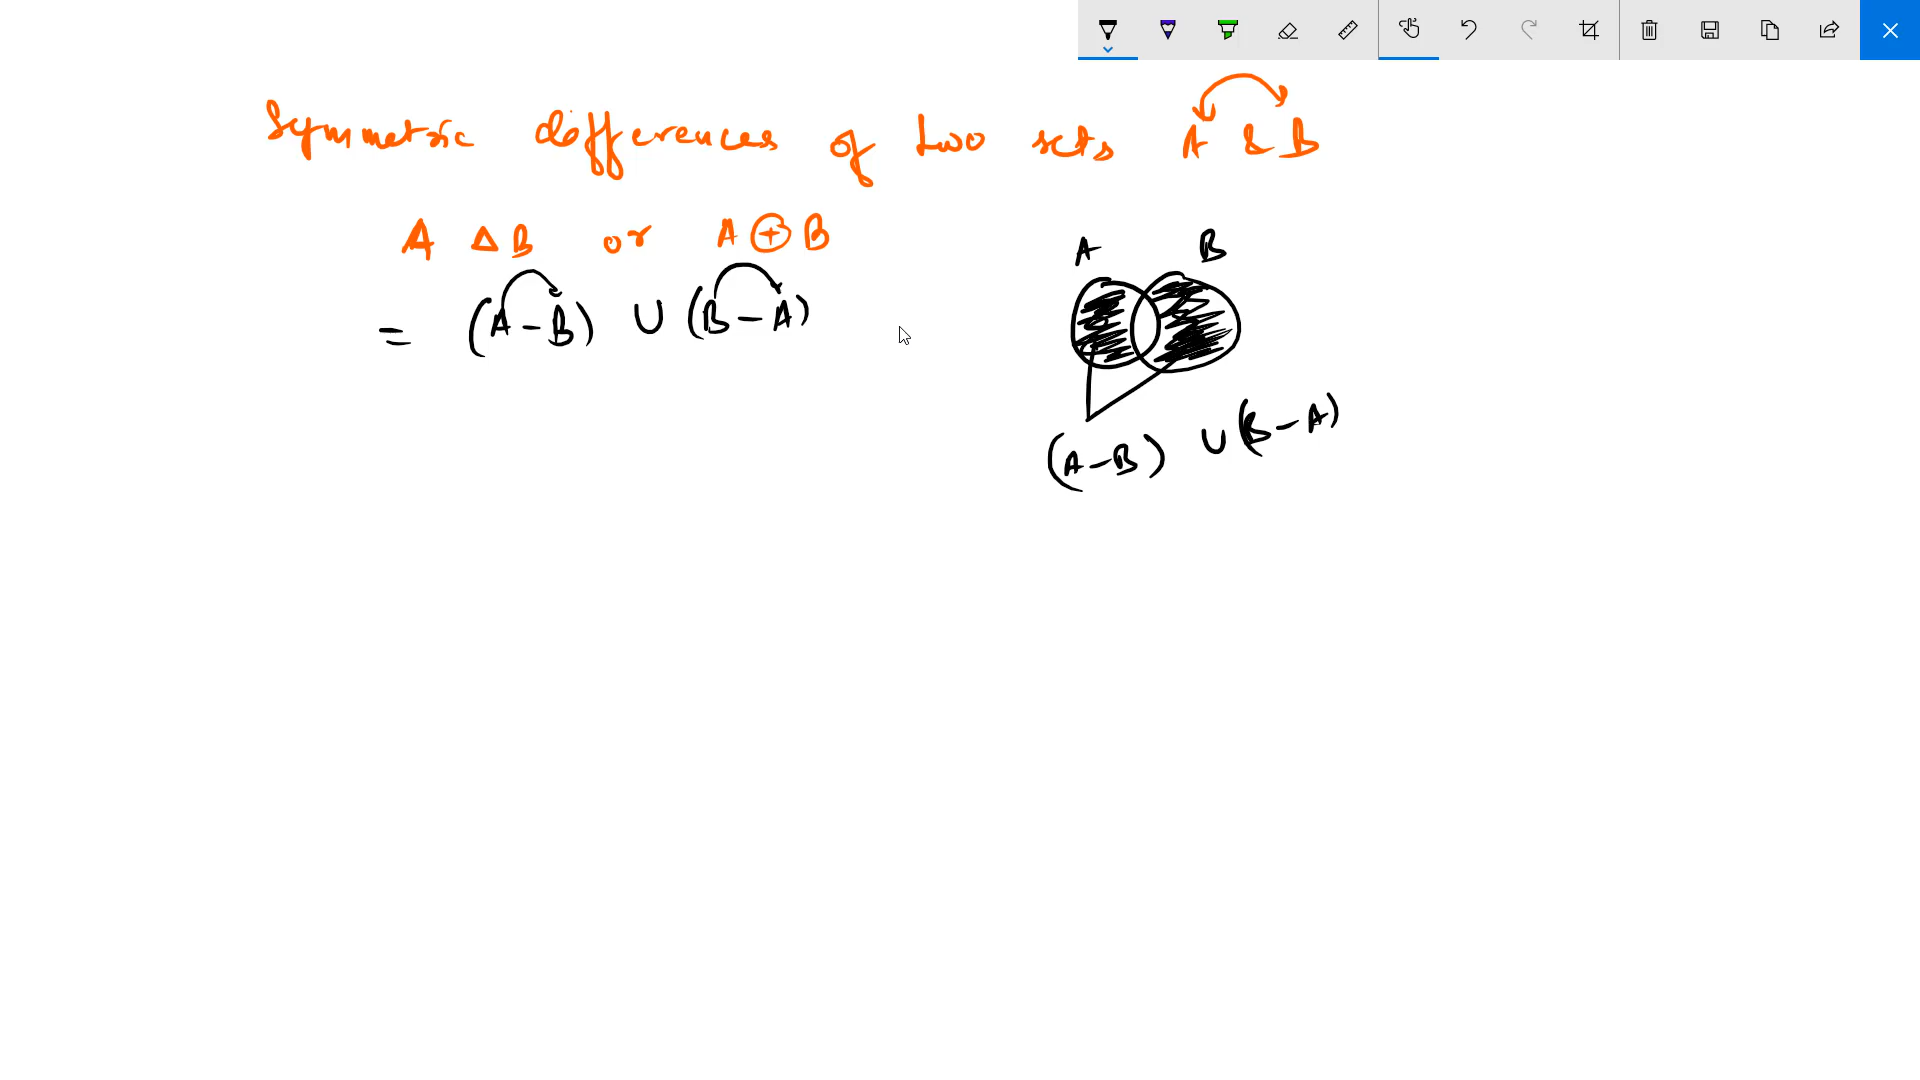 Symmetric differences of two sets A & B
A Δ B or A ⊕ B
= (A - B) ∪ (B - A)
A B
(A - B) ∪ (B - A)